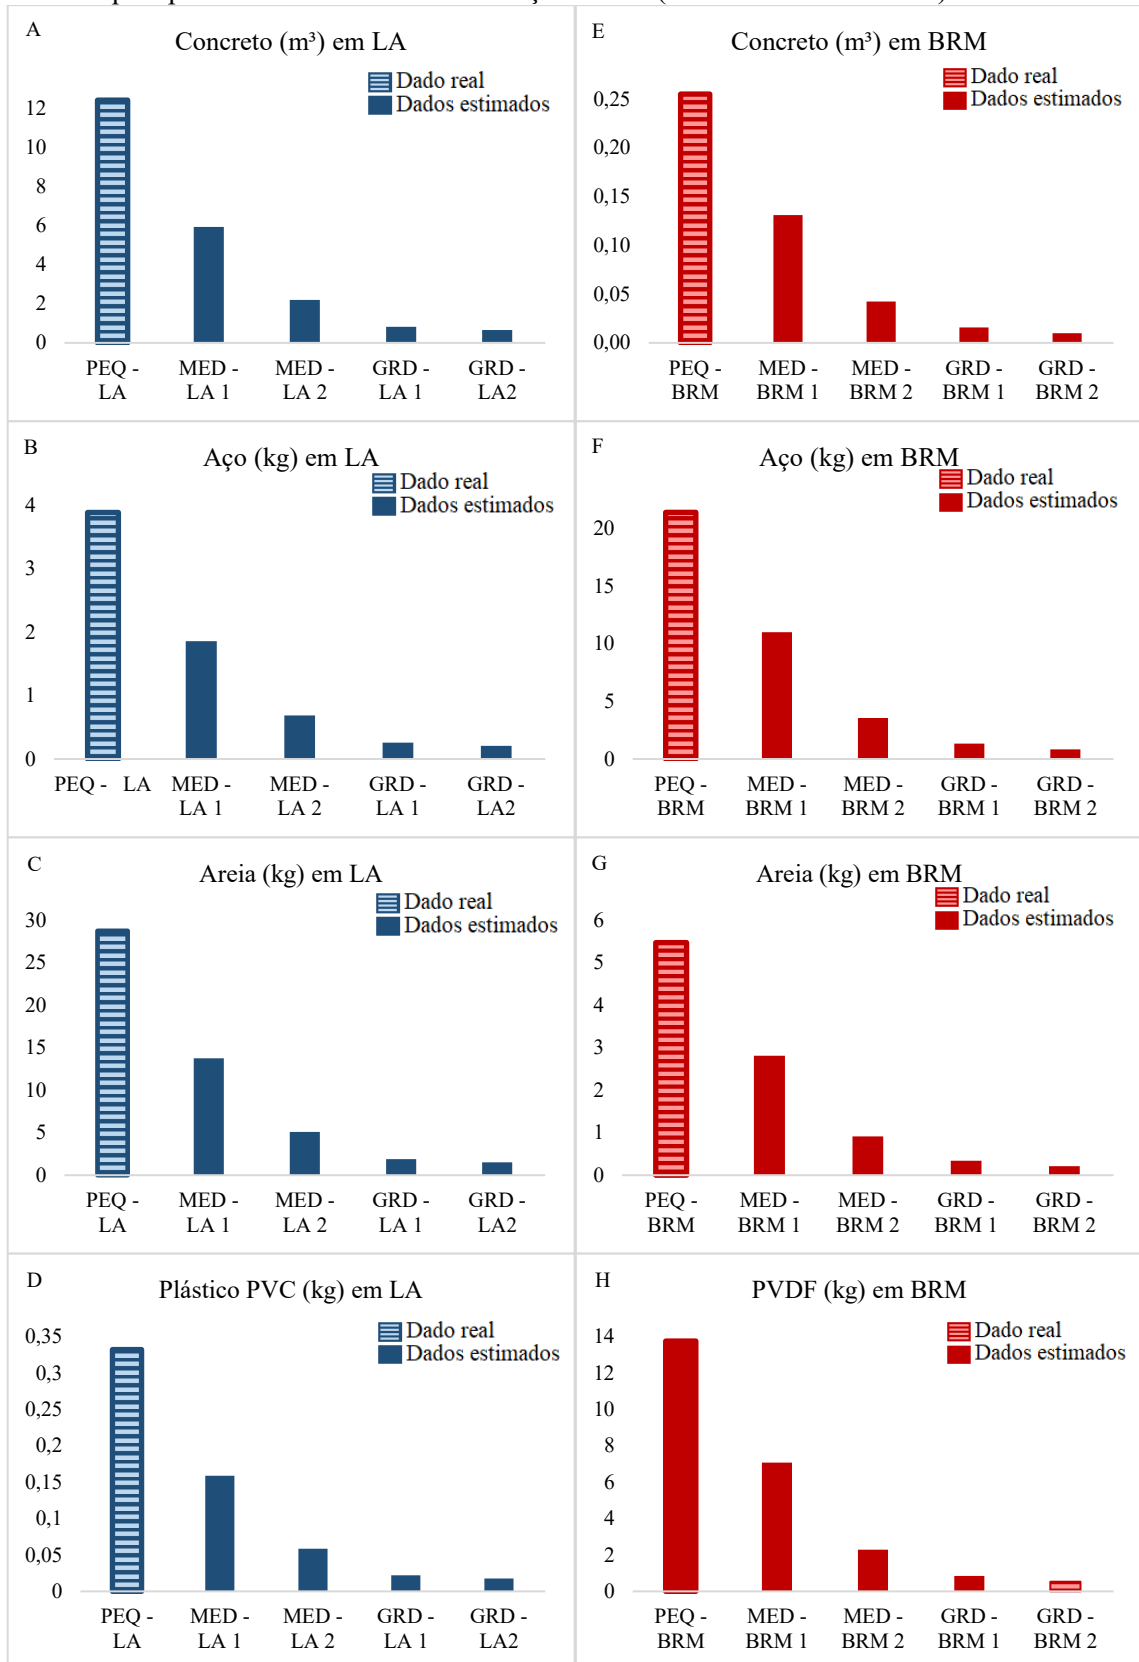 A
Concreto (m³) em LA
Dado real
Dados estimados
12
10
8
6
4
2
0
PEQ - LA
MED - LA 1
MED - LA 2
GRD - LA 1
GRD - LA2
E
Concreto (m³) em BRM
Dado real
Dados estimados
0,25
0,20
0,15
0,10
0,05
0,00
PEQ - BRM
MED - BRM 1
MED - BRM 2
GRD - BRM 1
GRD - BRM 2
B
Aço (kg) em LA
Dado real
Dados estimados
4
3
2
1
0
PEQ - LA
MED - LA 1
MED - LA 2
GRD - LA 1
GRD - LA2
F
Aço (kg) em BRM
Dado real
Dados estimados
20
15
10
5
0
PEQ - BRM
MED - BRM 1
MED - BRM 2
GRD - BRM 1
GRD - BRM 2
C
Areia (kg) em LA
Dado real
Dados estimados
30
25
20
15
10
5
0
PEQ - LA
MED - LA 1
MED - LA 2
GRD - LA 1
GRD - LA2
G
Areia (kg) em BRM
Dado real
Dados estimados
6
5
4
3
2
1
0
PEQ - BRM
MED - BRM 1
MED - BRM 2
GRD - BRM 1
GRD - BRM 2
D
Plástico PVC (kg) em LA
Dado real
Dados estimados
0,35
0,3
0,25
0,2
0,15
0,1
0,05
0
PEQ - LA
MED - LA 1
MED - LA 2
GRD - LA 1
GRD - LA2
H
PVDF (kg) em BRM
Dado real
Dados estimados
14
12
10
8
6
4
2
0
PEQ - BRM
MED - BRM 1
MED - BRM 2
GRD - BRM 1
GRD - BRM 2